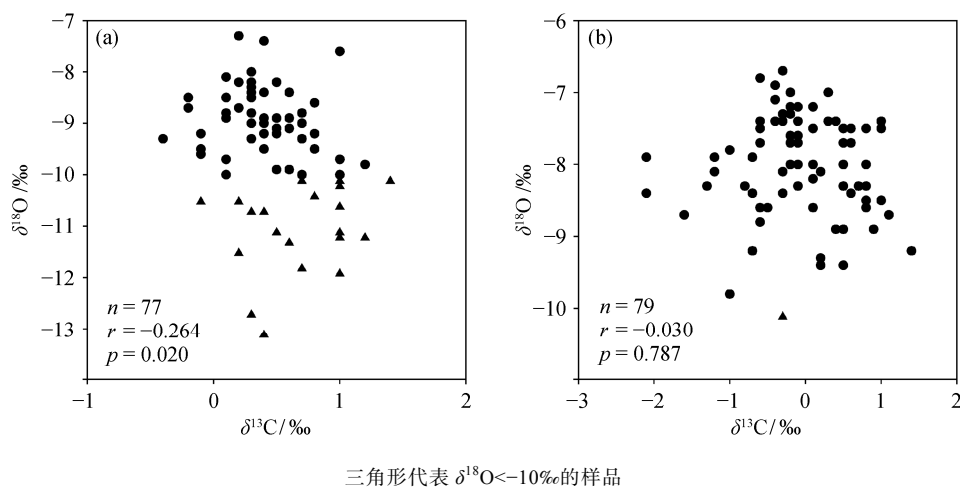 (a)
−7
−8
−9
−10
−11
−12
−13
δ¹⁸O /‰
n = 77
r = −0.264
p = 0.020
−1
0
1
2
δ¹³C/‰
(b)
−6
−7
−8
−9
−10
δ¹⁸O /‰
n = 79
r = −0.030
p = 0.787
−3
−2
−1
0
1
2
δ¹³C/‰
三角形代表 δ¹⁸O<−10‰的样品